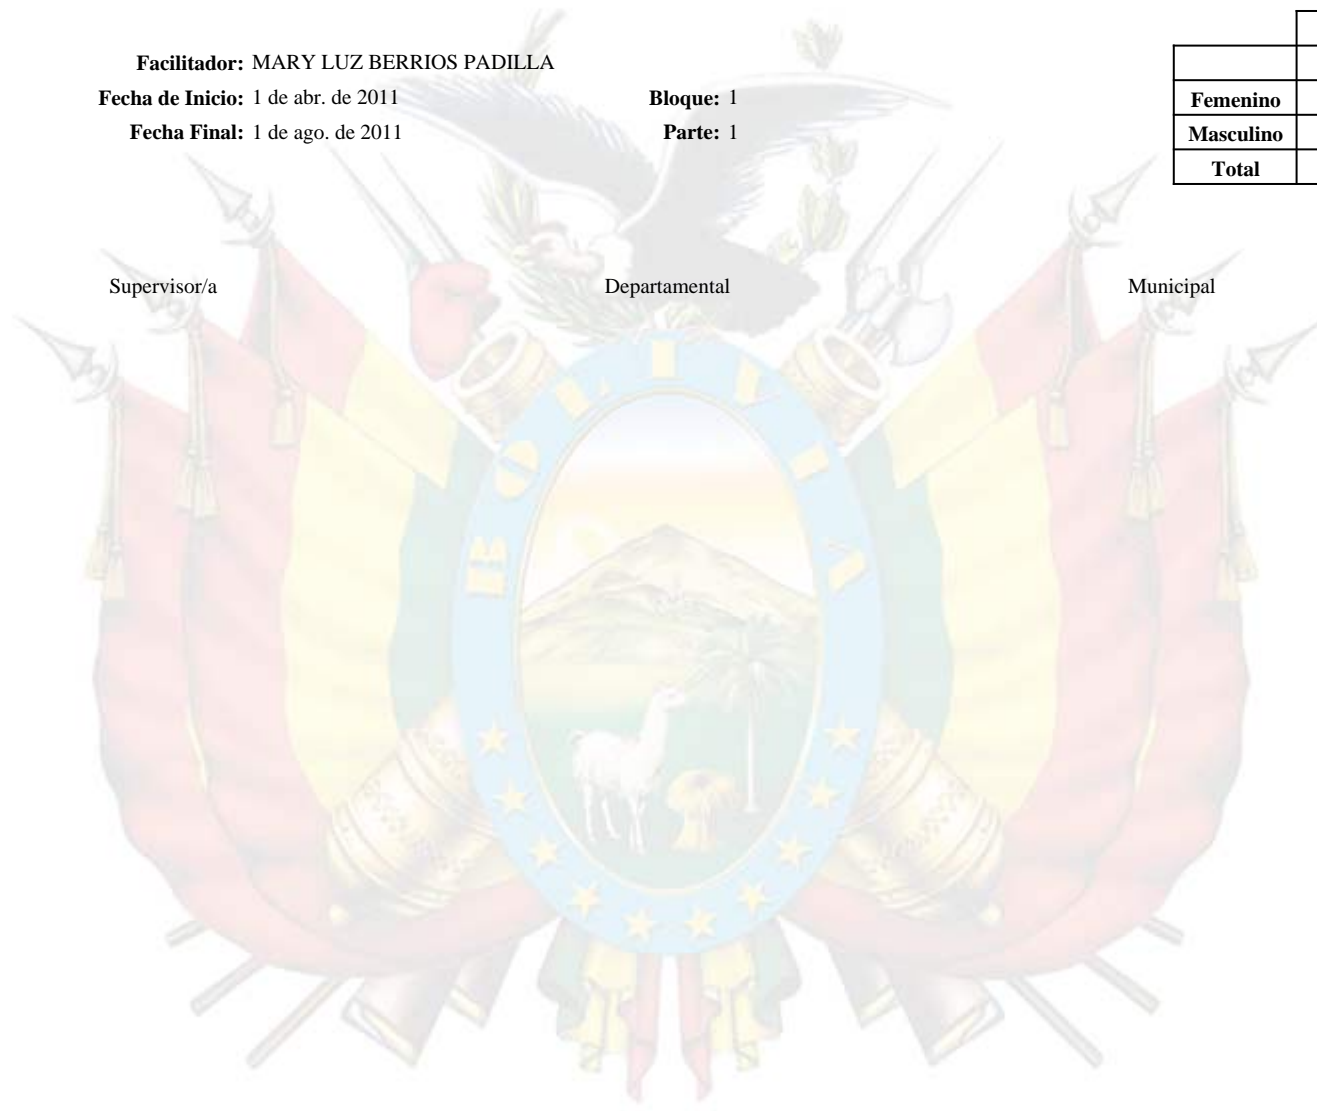 Facilitador: MARY LUZ BERRIOS PADILLA
Fecha de Inicio: 1 de abr. de 2011 Bloque: 1
Fecha Final: 1 de ago. de 2011 Parte: 1
Femenino
Masculino
Total
Supervisor/a Departamental Municipal
BOLIVIA